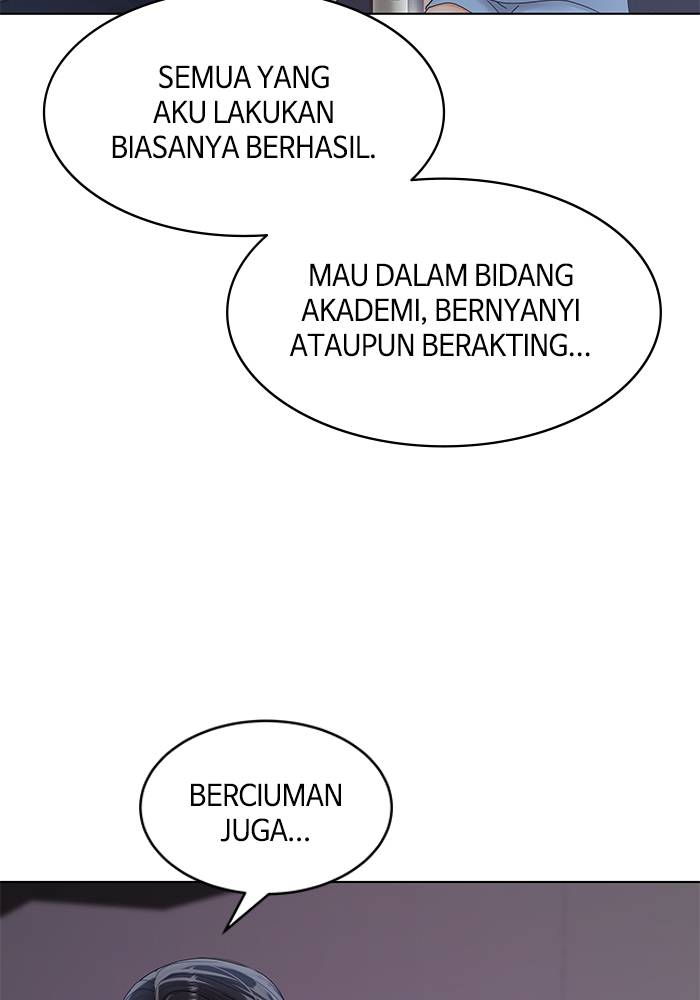 SEMUA YANG
AKU LAKUKAN
BIASANYA BERHASIL.
MAU DALAM BIDANG
AKADEMI, BERNYANYI
ATAUPUN BERAKTING...
BERCIUMAN
JUGA...